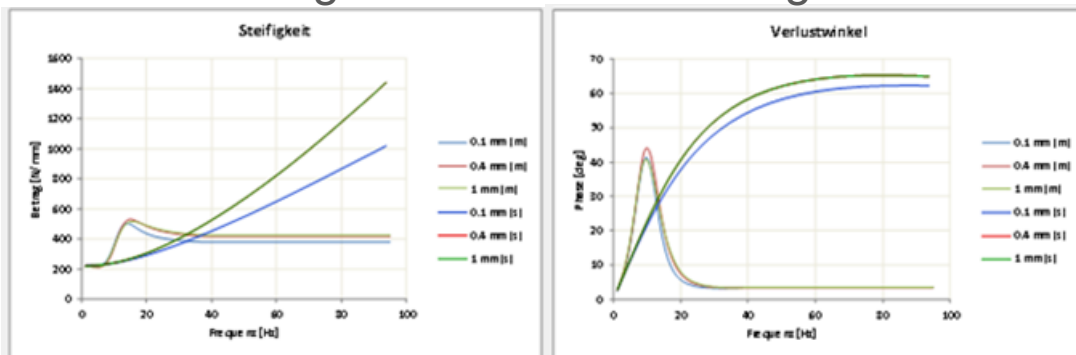 Steifigkeit
1600
1400
1200
1000
800
600
400
200
0
0 20 40 60 80 100
Betrag [N/mm]
Frequenz [Hz]
0.1 mm |m|
0.4 mm |m|
1 mm |m|
0.1 mm |s|
0.4 mm |s|
1 mm |s|
Verlustwinkel
70
60
50
40
30
20
10
0
0 20 40 60 80 100
Phase [deg]
Frequenz [Hz]
0.1 mm |m|
0.4 mm |m|
1 mm |m|
0.1 mm |s|
0.4 mm |s|
1 mm |s|